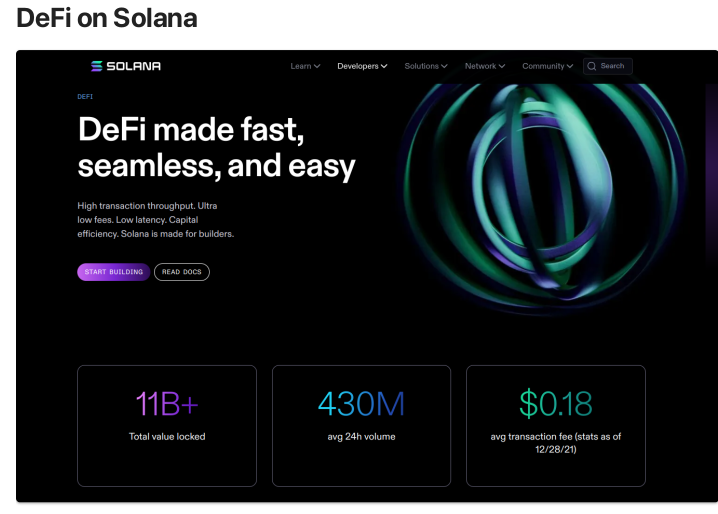 DeFi on Solana
SOLANA
Learn
Developers
Solutions
Network
Community
Search
DEFI
DeFi made fast,
seamless, and easy
High transaction throughput. Ultra
low fees. Low latency. Capital
efficiency. Solana is made for builders.
START BUILDING
READ DOCS
11B+
Total value locked
430M
avg 24h volume
$0.18
avg transaction fee (stats as of
12/28/21)